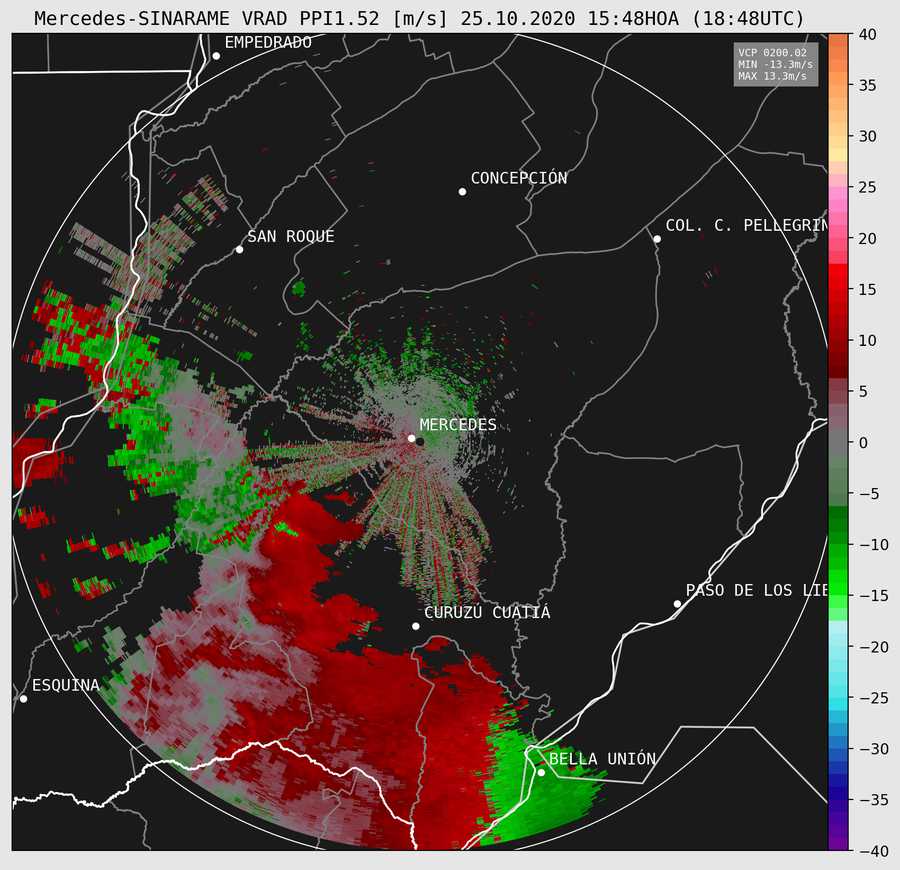 Mercedes-SINARAME VRAD PPI1.52 [m/s] 25.10.2020 15:48HOA (18:48UTC)
VCP 0200.02
MIN -13.3m/s
MAX 13.3m/s
EMPEDRADO
CONCEPCIÓN
SAN ROQUE
COL. C. PELLEGRIN
MERCEDES
PASO DE LOS LIB
CURUZÚ CUATIÁ
ESQUINA
BELLA UNIÓN
40
35
30
25
20
15
10
5
0
−5
−10
−15
−20
−25
−30
−35
−40